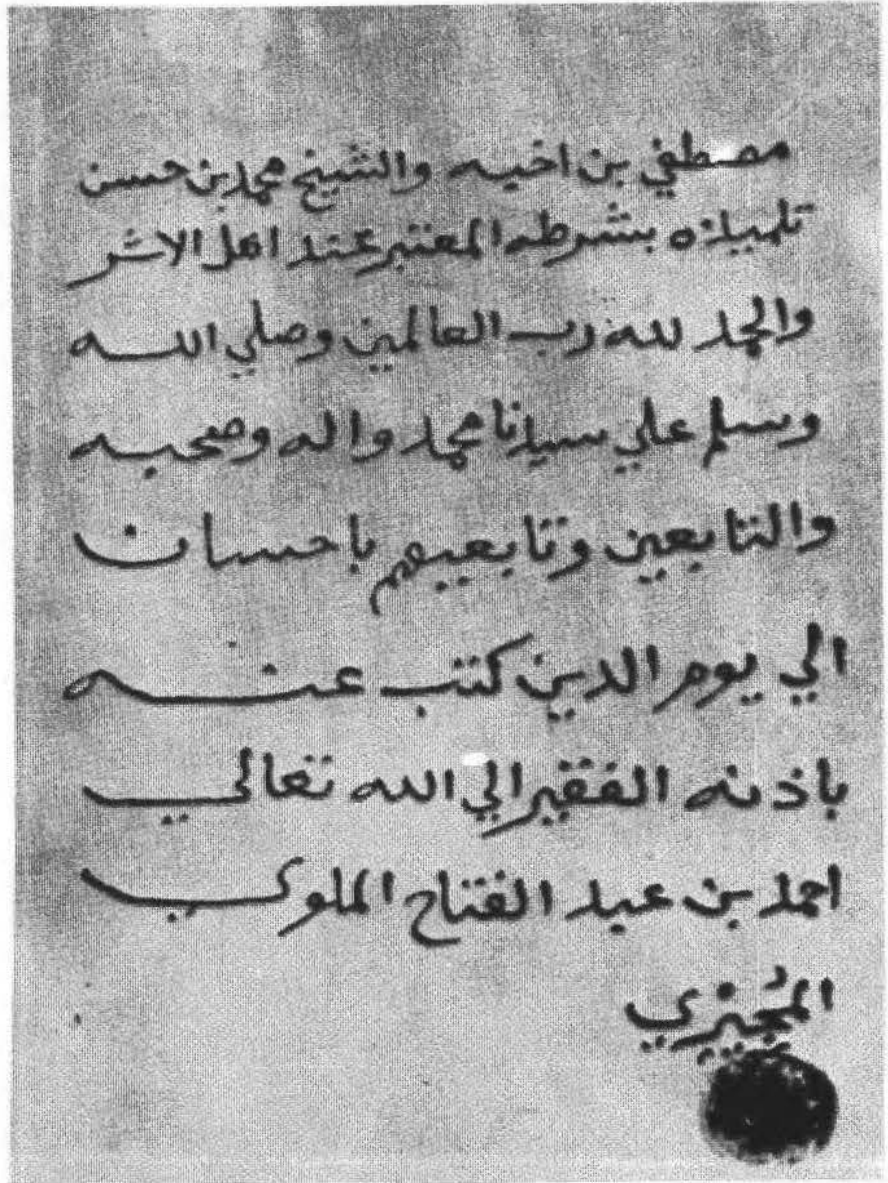 مصطفي بن اخيه والشيخ محمد بن حسن
تلميذه بشرطه المعتبر عند اهل الاثر
والحمد لله رب العالمين وصلي الله
وسلم علي سيدنا محمد واله وصحبه
والتابعين وتابعيهم باحسان
الي يوم الدين كتب عنه
باذنه الفقير الي الله تعالي
احمد بن عبد الفتاح الملوي
المُجيزي